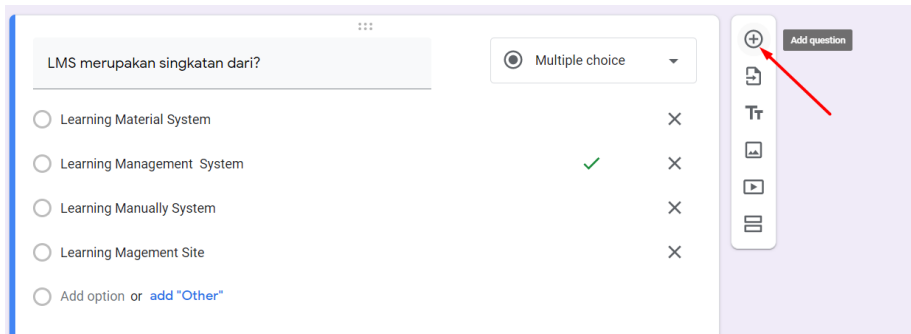 LMS merupakan singkatan dari?
Multiple choice
Add question
Learning Material System
Learning Management System
Learning Manually System
Learning Magement Site
Add option or add "Other"